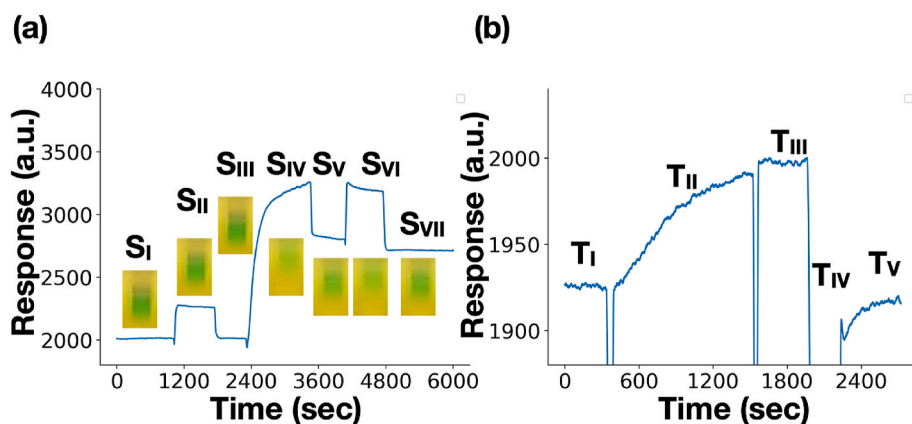 (a)
(b)
4000
3500
3000
2500
2000
Response (a.u.)
SI
SII
SIII
SIV
SV
SVI
SVII
0 1200 2400 3600 4800 6000
Time (sec)
2000
1950
1900
Response (a.u.)
TI
TII
TIII
TIV
TV
0 600 1200 1800 2400
Time (sec)